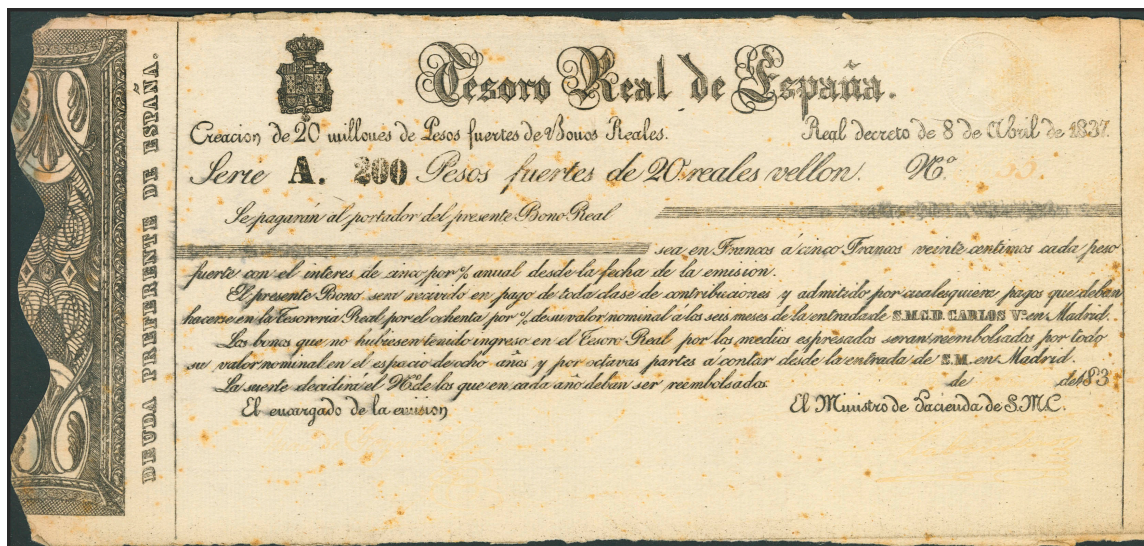 Tesoro Real de España.
Creacion de 20 millones de Pesos fuertes de Bonos Reales. Real decreto de 8 de Abril de 1837.
Serie A. 200 Pesos fuertes de 20 reales vellon. Nº 33.
Se pagarán al portador del presente Bono Real
sea en Francos á cinco Francos veinte centimos cada peso
fuerte con el interes de cinco por % anual desde la fecha de la emision.
El presente Bono sera recivido en pago de toda clase de contribuciones y admitido por cualesquiera pagos que deban
hacerse en la Tesoreria Real por el ochenta por % de su valor nominal a los seis meses de la entrada de S.M.C.D. CARLOS Vº en Madrid.
Los bonos que no hubiesen tenido ingreso en el Tesoro Real por los medios espresados seran reembolsados por todo
su valor nominal en el espacio de ocho años y por octavas partes a contar desde la entrada de S.M. en Madrid.
La suerte decidira el Nº de los que en cada año deban ser reembolsados. de de 183
El encargado de la emision El Ministro de Hacienda de S.M.C.
DEUDA PREFERENTE DE ESPAÑA.